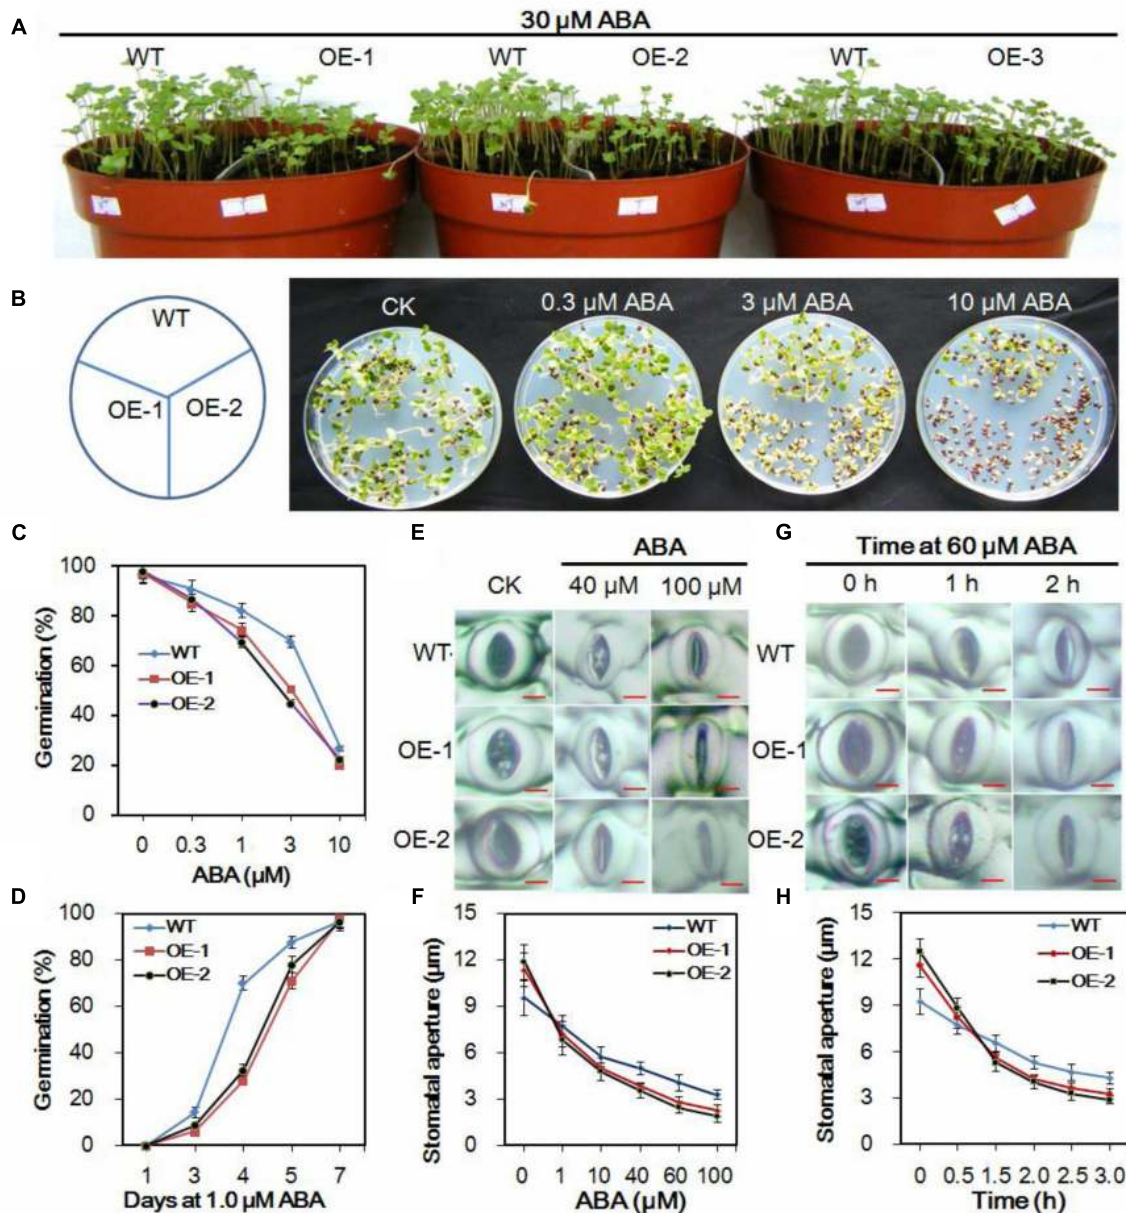 A
30 µM ABA
WT OE-1 WT OE-2 WT OE-3
WT T WT T
B
WT
OE-1 OE-2
CK 0.3 µM ABA 3 µM ABA 10 µM ABA
C
Germination (%)
100
80
60
40
20
0
WT
OE-1
OE-2
0 0.3 1 3 10
ABA (µM)
D
Germination (%)
100
80
60
40
20
0
WT
OE-1
OE-2
1 3 4 5 7
Days at 1.0 µM ABA
E
ABA
CK 40 µM 100 µM
WT
OE-1
OE-2
F
Stomatal aperture (µm)
15
12
9
6
3
0
WT
OE-1
OE-2
0 1 10 40 60 100
ABA (µM)
G
Time at 60 µM ABA
0 h 1 h 2 h
WT
OE-1
OE-2
H
Stomatal aperture (µm)
15
12
9
6
3
0
WT
OE-1
OE-2
0 0.5 1.5 2.0 2.5 3.0
Time (h)